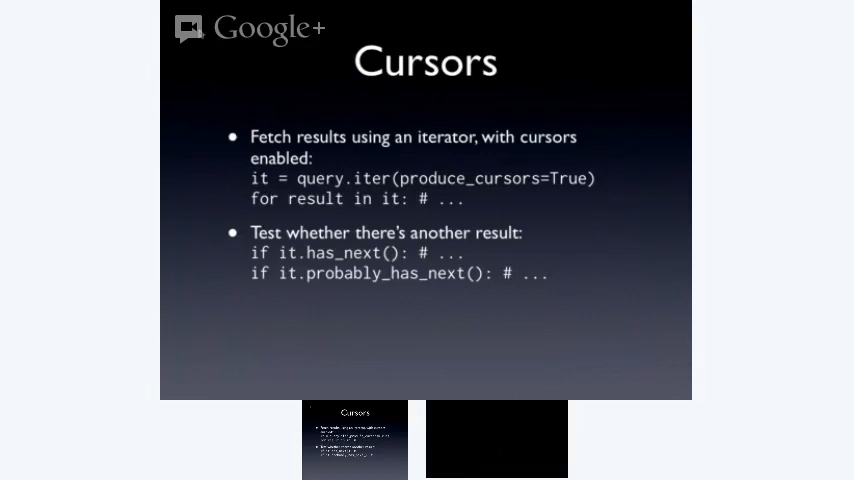 Google+
Cursors
• Fetch results using an iterator, with cursors
enabled:
it = query.iter(produce_cursors=True)
for result in it: # ...
• Test whether there's another result:
if it.has_next(): # ...
if it.probably_has_next(): # ...
Cursors